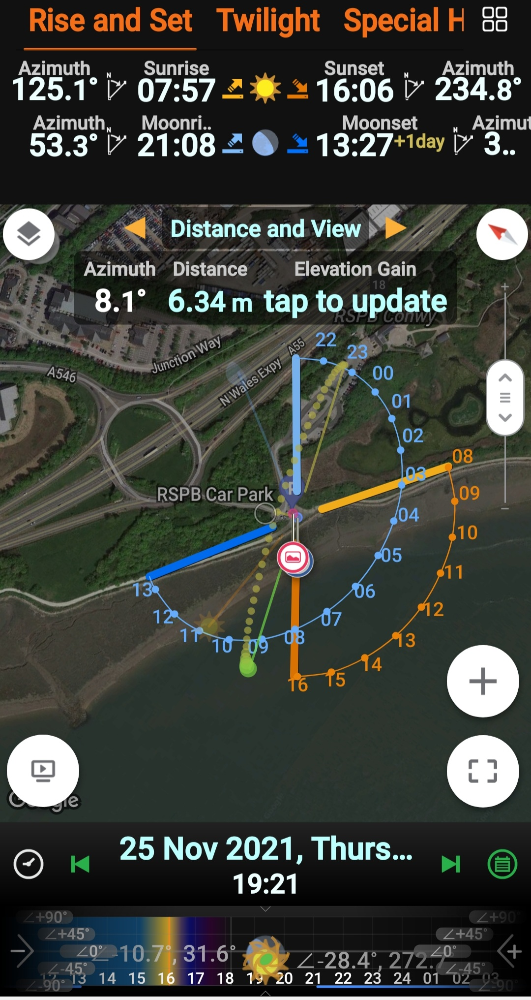 Rise and Set Twilight Special H
Azimuth Sunrise Sunset Azimuth
125.1° N 07:57 16:06 N 234.8°
Azimuth Moonri.. Moonset Azimut
53.3° N 21:08 13:27+1day N 3..
Distance and View
Azimuth Distance Elevation Gain
8.1° 6.34 m tap to update
18
RSPB Conwy
Junction Way
A55
N Wales Expy
A546
22
23
00
01
02
03
04
05
06
07
08
09
10
11
12
13
RSPB Car Park
P
08
09
10
11
12
13
14
15
16
Google
25 Nov 2021, Thurs...
19:21
∠+90° ∠+90°
∠+45° ∠+45°
∠0° ∠-10.7°, 31.6° ∠-28.4°, 272.7 ∠0°
∠-45° ∠-45°
12 13 14 15 16 17 18 19 20 21 22 23 24 01 02 03
∠-90° ∠-90°